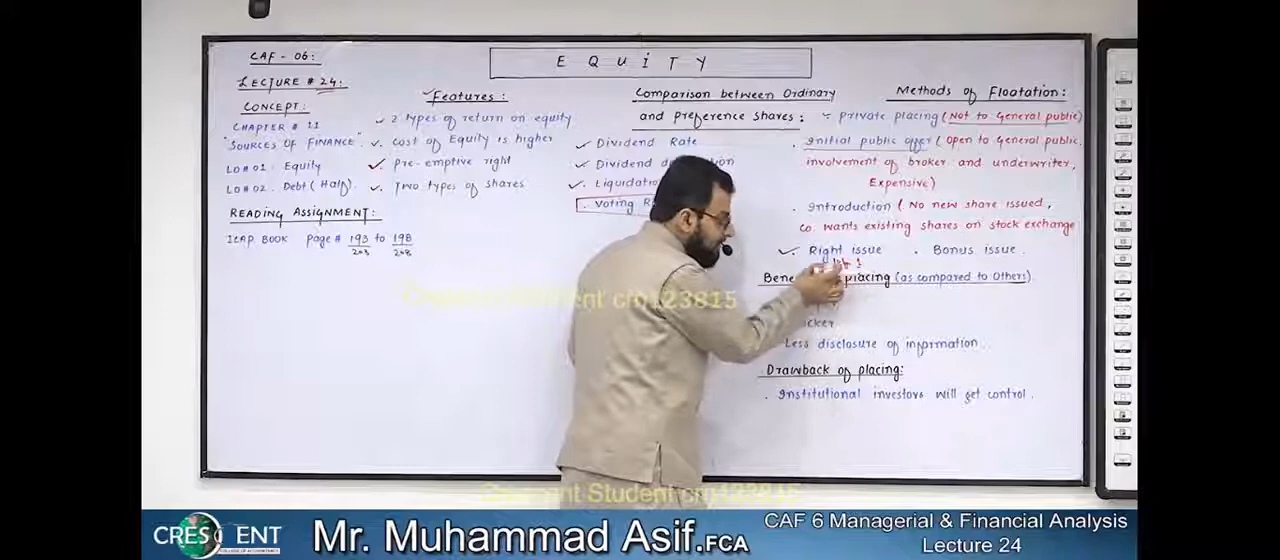 CAF - 06:
LECTURE # 24:
CONCEPT:
CHAPTER # 11
"SOURCES OF FINANCE"
LO# 01: Equity
LO# 02: Debt (Half).
READING ASSIGNMENT:
ICAP BOOK Page # 193 to 198
203 208
EQUITY
Features:
2 types of return on equity
Cost of Equity is higher
Pre-emptive right
Two types of shares
Comparison between Ordinary
and preference shares:
Dividend Rate
Dividend
Liquidation
Voting
Methods of Floatation:
Private placing (Not to General public)
Initial public offer (Open to General public,
involvement of broker and underwriter,
Expensive)
Introduction (No new share issued,
co. wants existing shares on stock exchange
Right issue . Bonus issue
placing (as compared to Others)
Less disclosure of information
Drawback of placing:
Institutional investors will get control.
CRESCENT
COLLEGE OF ACCOUNTANCY
Mr. Muhammad Asif.FCA
CAF 6 Managerial & Financial Analysis
Lecture 24